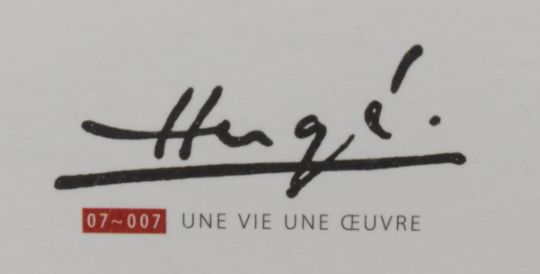 Hergé.
07~007 UNE VIE UNE ŒUVRE